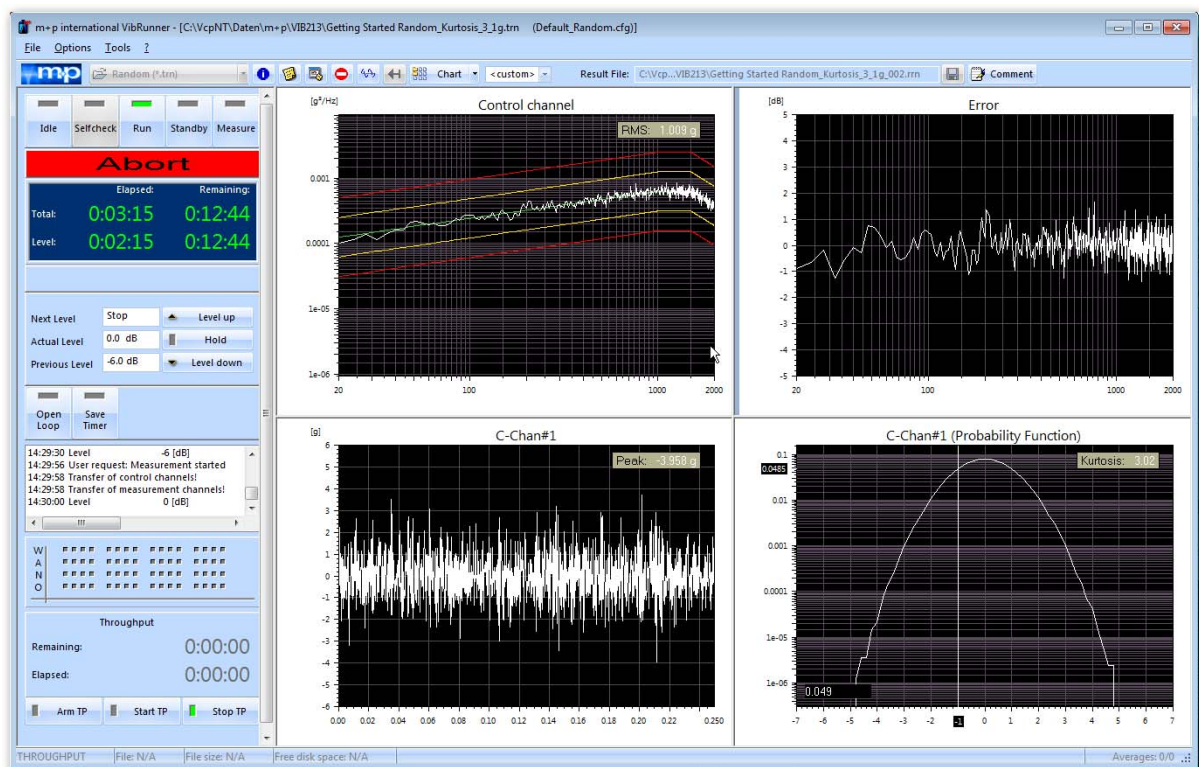 m+p international VibRunner - [C:\VcpNT\Daten\m+p\VIB213\Getting Started Random_Kurtosis_3_1g.trn (Default_Random.cfg)]
File Options Tools ?
m+p Random (*.trn) Chart <custom> Result File: C:\Vcp...VIB213\Getting Started Random_Kurtosis_3_1g_002.rrn Comment
Idle Selfcheck Run Standby Measure
Abort
Elapsed: Remaining:
Total: 0:03:15 0:12:44
Level: 0:02:15 0:12:44
Next Level Stop Level up
Actual Level 0.0 dB Hold
Previous Level -6.0 dB Level down
Open Loop Save Timer
14:29:30 Level -6 [dB]
14:29:56 User request: Measurement started
14:29:58 Transfer of control channels!
14:29:58 Transfer of measurement channels!
14:30:00 Level 0 [dB]
W
A
N
O
Throughput
Remaining: 0:00:00
Elapsed: 0:00:00
Arm TP Start TP Stop TP
[g²/Hz] Control channel
RMS: 1.009 g
0.001
0.0001
1e-05
1e-06
20 100 1000 2000
[dB] Error
5
4
3
2
1
0
-1
-2
-3
-4
-5
20 100 1000 2000
[g] C-Chan#1
Peak: -3.958 g
6
5
4
3
2
1
0
-1
-2
-3
-4
-5
-6
0.00 0.02 0.04 0.06 0.08 0.10 0.12 0.14 0.16 0.18 0.20 0.22 0.250
C-Chan#1 (Probability Function)
Kurtosis: 3.02
0.1
0.0485
0.01
0.001
0.0001
1e-05
1e-06
0.049
-7 -6 -5 -4 -3 -2 -1 0 1 2 3 4 5 6 7
THROUGHPUT File: N/A File size: N/A Free disk space: N/A Averages: 0/0